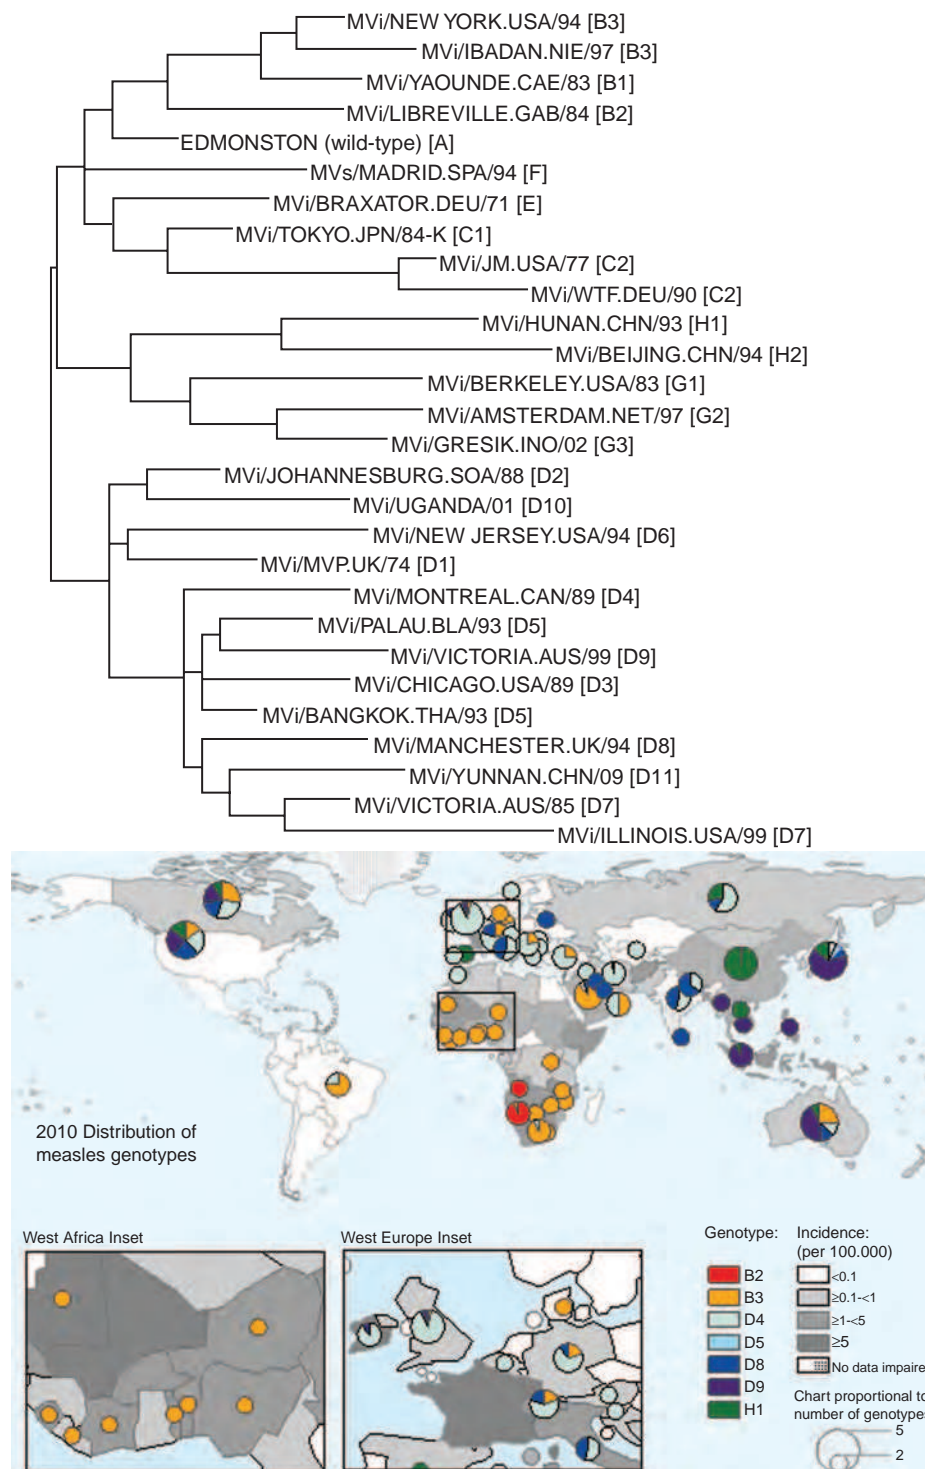 MVi/NEW YORK.USA/94 [B3]
MVi/IBADAN.NIE/97 [B3]
MVi/YAOUNDE.CAE/83 [B1]
MVi/LIBREVILLE.GAB/84 [B2]
EDMONSTON (wild-type) [A]
MVs/MADRID.SPA/94 [F]
MVi/BRAXATOR.DEU/71 [E]
MVi/TOKYO.JPN/84-K [C1]
MVi/JM.USA/77 [C2]
MVi/WTF.DEU/90 [C2]
MVi/HUNAN.CHN/93 [H1]
MVi/BEIJING.CHN/94 [H2]
MVi/BERKELEY.USA/83 [G1]
MVi/AMSTERDAM.NET/97 [G2]
MVi/GRESIK.INO/02 [G3]
MVi/JOHANNESBURG.SOA/88 [D2]
MVi/UGANDA/01 [D10]
MVi/NEW JERSEY.USA/94 [D6]
MVi/MVP.UK/74 [D1]
MVi/MONTREAL.CAN/89 [D4]
MVi/PALAU.BLA/93 [D5]
MVi/VICTORIA.AUS/99 [D9]
MVi/CHICAGO.USA/89 [D3]
MVi/BANGKOK.THA/93 [D5]
MVi/MANCHESTER.UK/94 [D8]
MVi/YUNNAN.CHN/09 [D11]
MVi/VICTORIA.AUS/85 [D7]
MVi/ILLINOIS.USA/99 [D7]
2010 Distribution of
measles genotypes
West Africa Inset
West Europe Inset
Genotype:
B2
B3
D4
D5
D8
D9
H1
Incidence:
(per 100.000)
<0.1
≥0.1-<1
≥1-<5
≥5
No data impaire
Chart proportional to
number of genotypes
5
2